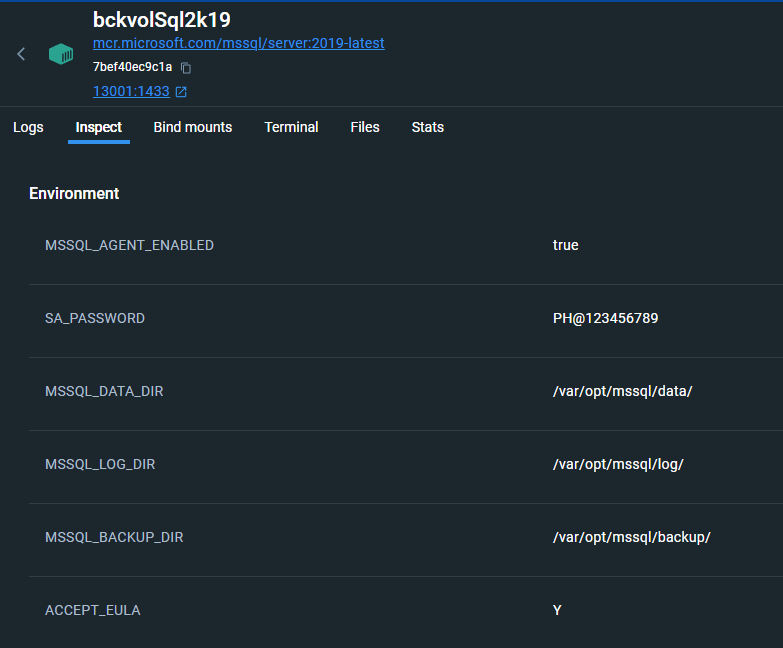 bckvolSql2k19
mcr.microsoft.com/mssql/server:2019-latest
7bef40ec9c1a
13001:1433
Logs Inspect Bind mounts Terminal Files Stats
Environment
MSSQL_AGENT_ENABLED true
SA_PASSWORD PH@123456789
MSSQL_DATA_DIR /var/opt/mssql/data/
MSSQL_LOG_DIR /var/opt/mssql/log/
MSSQL_BACKUP_DIR /var/opt/mssql/backup/
ACCEPT_EULA Y